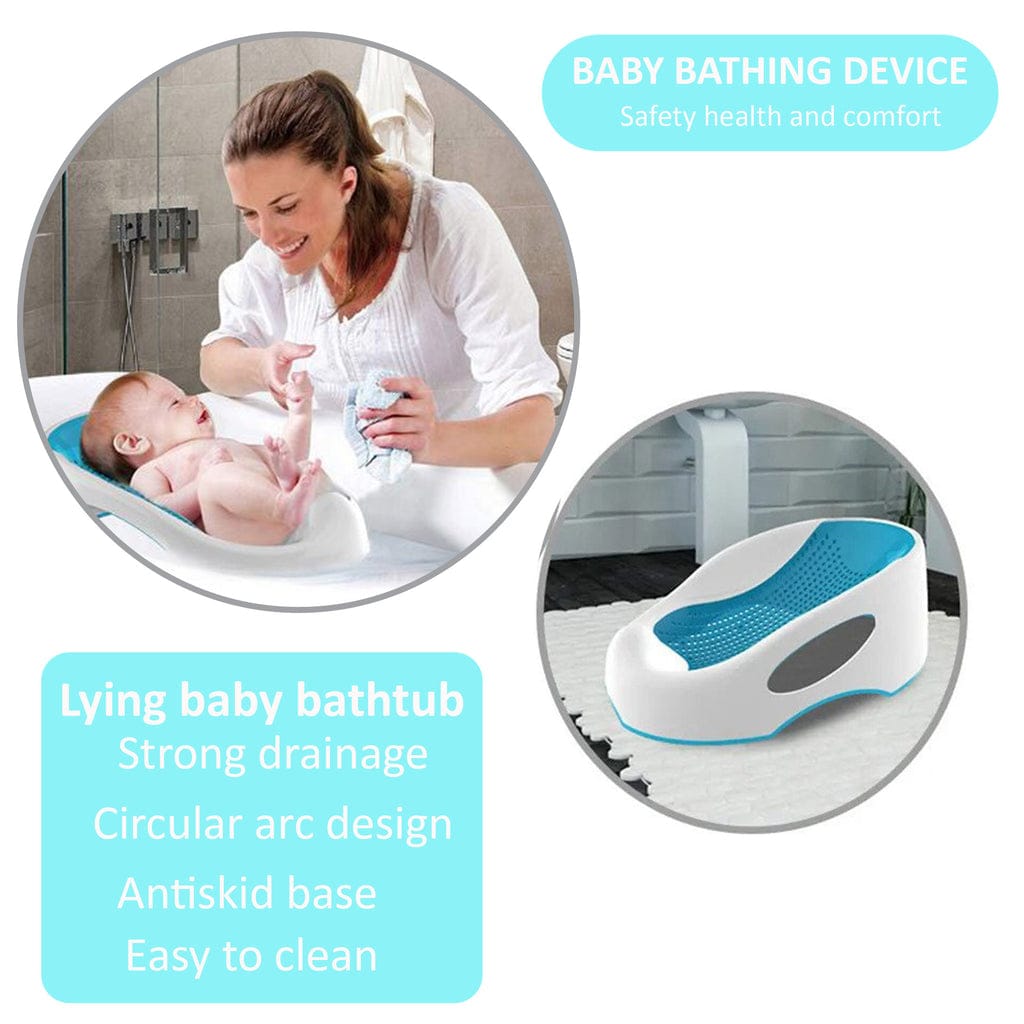 BABY BATHING DEVICE
Safety health and comfort
Lying baby bathtub
Strong drainage
Circular arc design
Antiskid base
Easy to clean